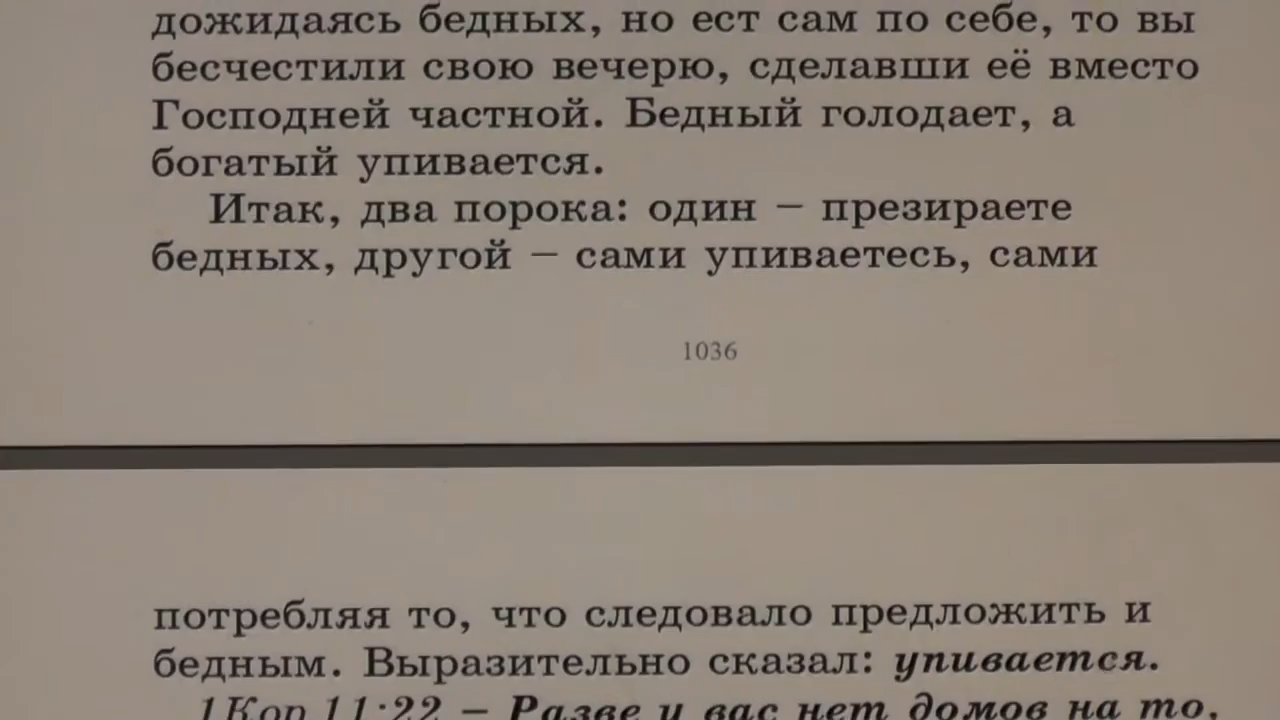 дожидаясь бедных, но ест сам по себе, то вы
бесчестили свою вечерю, сделавши её вместо
Господней частной. Бедный голодает, а
богатый упивается.
Итак, два порока: один – презираете
бедных, другой – сами упиваетесь, сами
1036
потребляя то, что следовало предложить и
бедным. Выразительно сказал: упивается.
1Кор 11:22 – Разве у вас нет домов на то,